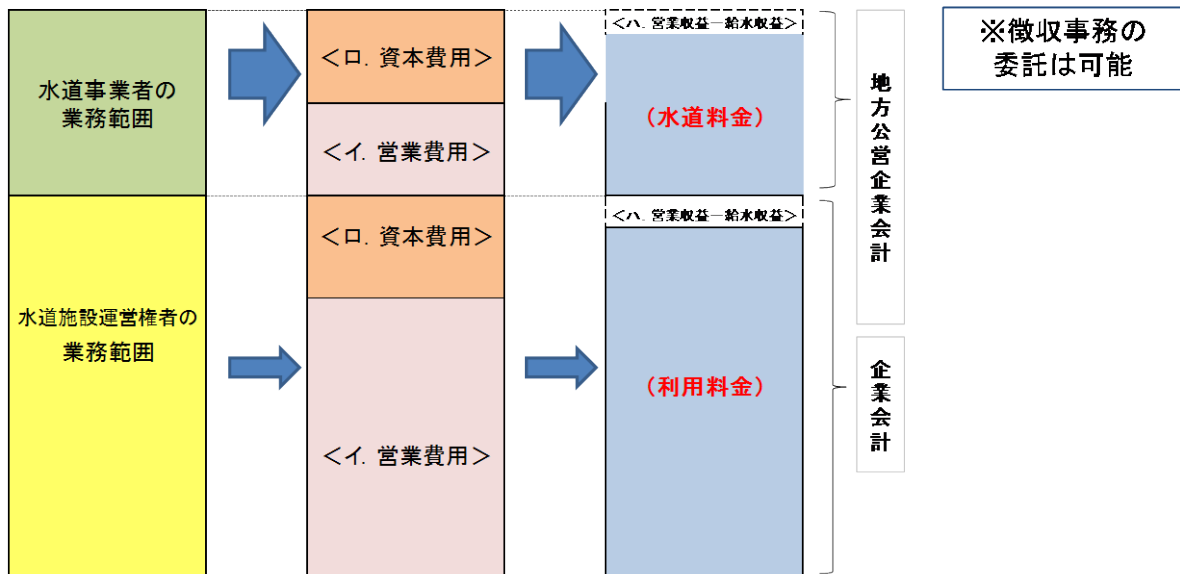 水道事業者の
業務範囲
＜ロ．資本費用＞
＜イ．営業費用＞
＜ハ．営業収益－給水収益＞
（水道料金）
地方公営企業会計
※徴収事務の
委託は可能
水道施設運営権者の
業務範囲
＜ロ．資本費用＞
＜イ．営業費用＞
＜ハ．営業収益－給水収益＞
（利用料金）
企業会計